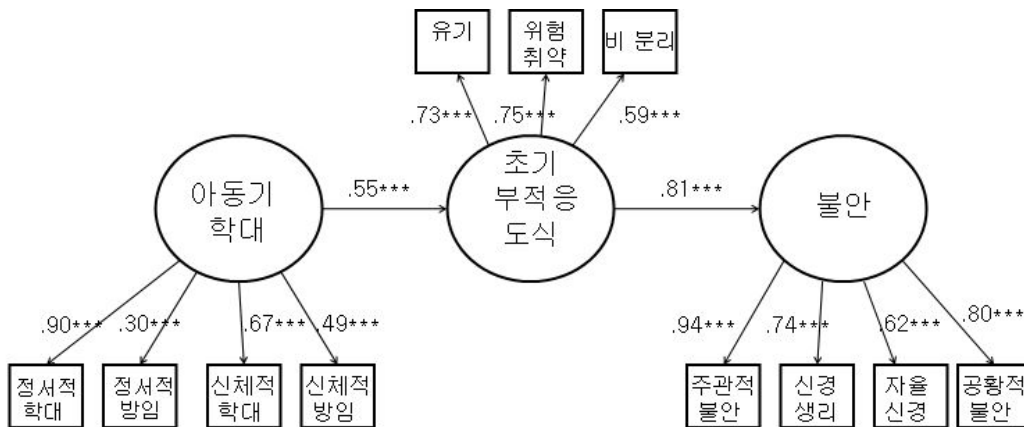 유기
위험
취약
비 분리
.73***
.75***
.59***
아동기
학대
.55***
초기
부적응
도식
.81***
불안
.90***
.30***
.67***
.49***
.94***
.74***
.62***
.80***
정서적
학대
정서적
방임
신체적
학대
신체적
방임
주관적
불안
신경
생리
자율
신경
공황적
불안